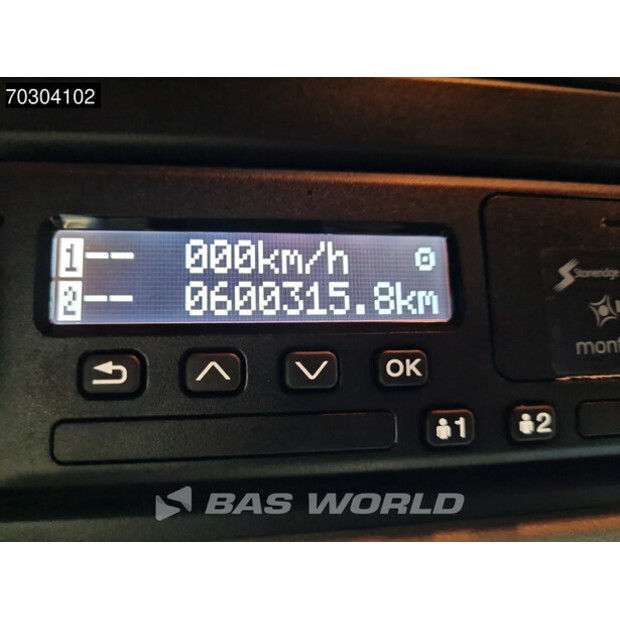 70304102
1-- 000km/h
2-- 0600315.8km
Stoneridge
mont
OK
1
2
BAS WORLD